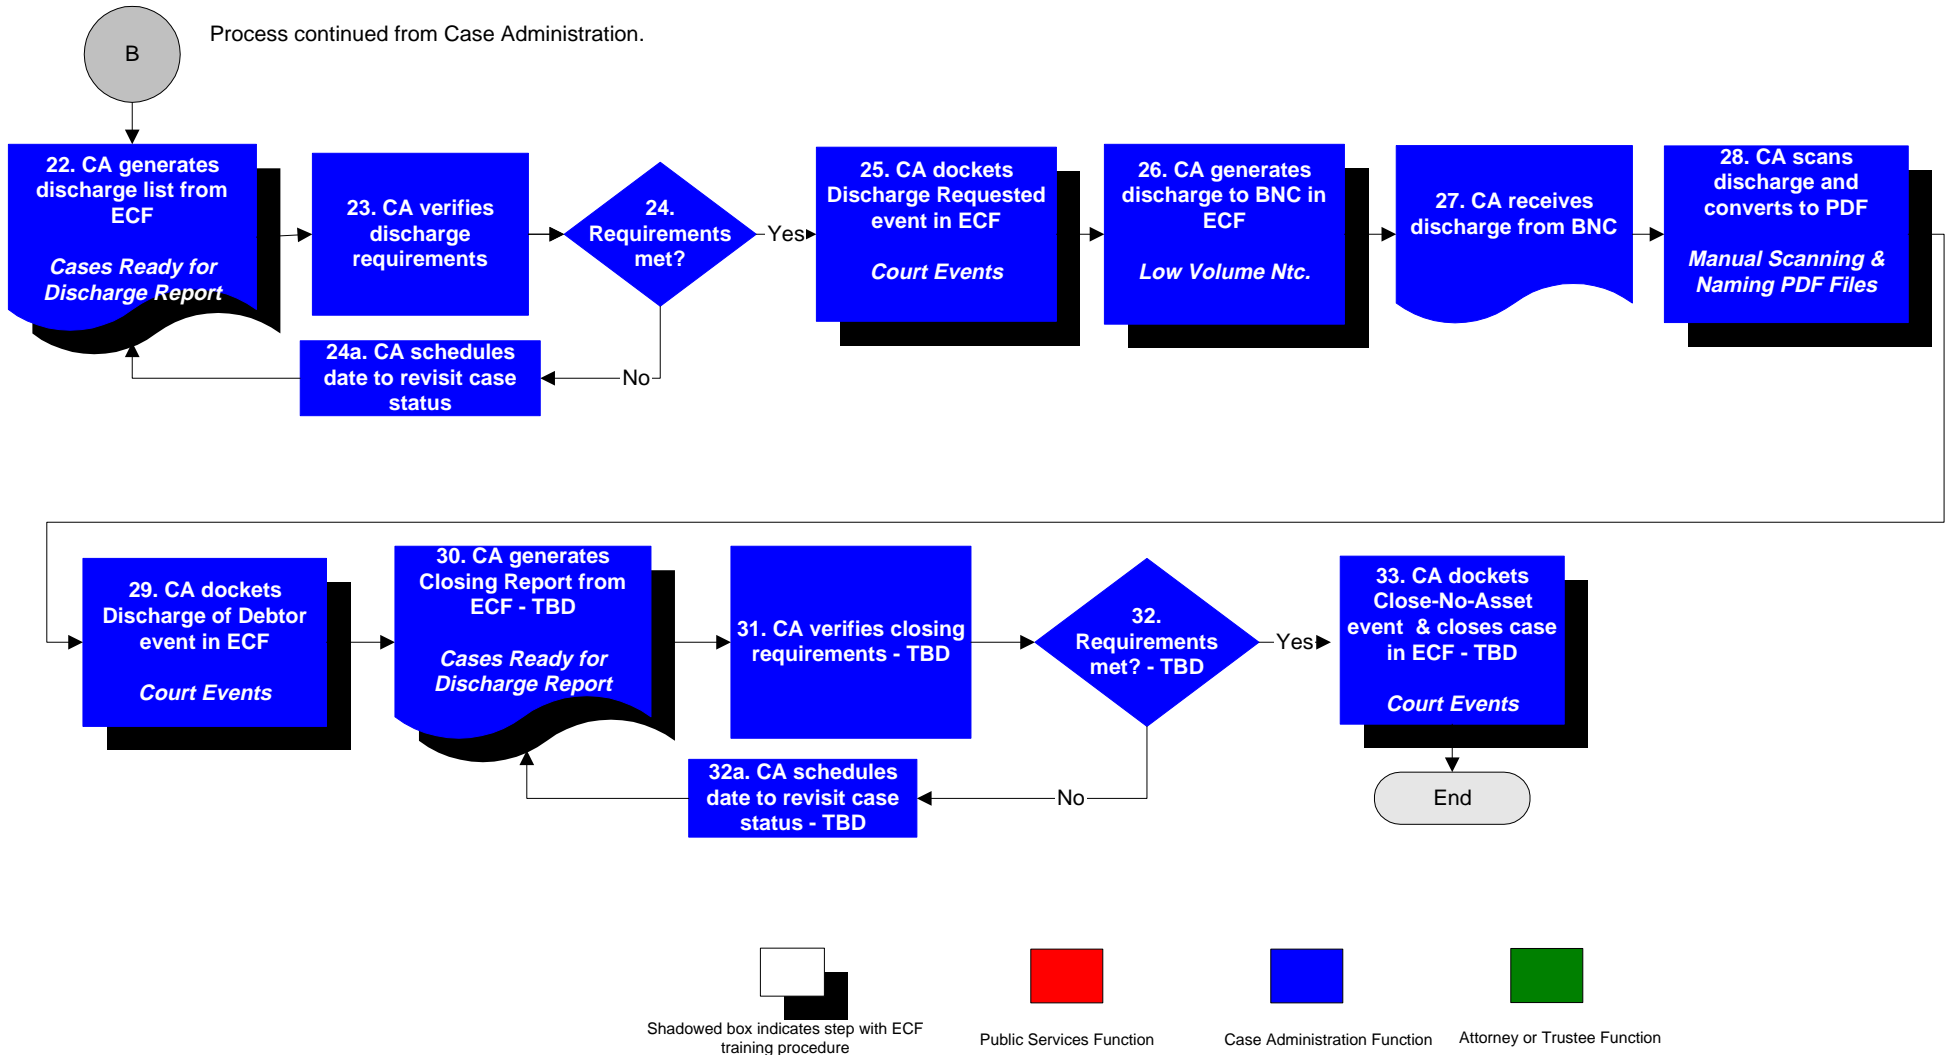 B
Process continued from Case Administration.
22. CA generates
discharge list from
ECF
Cases Ready for
Discharge Report
23. CA verifies
discharge
requirements
24.
Requirements
met?
Yes
25. CA dockets
Discharge Requested
event in ECF
Court Events
26. CA generates
discharge to BNC in
ECF
Low Volume Ntc.
27. CA receives
discharge from BNC
28. CA scans
discharge and
converts to PDF
Manual Scanning &
Naming PDF Files
24a. CA schedules
date to revisit case
status
No
29. CA dockets
Discharge of Debtor
event in ECF
Court Events
30. CA generates
Closing Report from
ECF - TBD
Cases Ready for
Discharge Report
31. CA verifies closing
requirements - TBD
32.
Requirements
met? - TBD
Yes
33. CA dockets
Close-No-Asset
event & closes case
in ECF - TBD
Court Events
32a. CA schedules
date to revisit case
status - TBD
No
End
Shadowed box indicates step with ECF
training procedure
Public Services Function
Case Administration Function
Attorney or Trustee Function